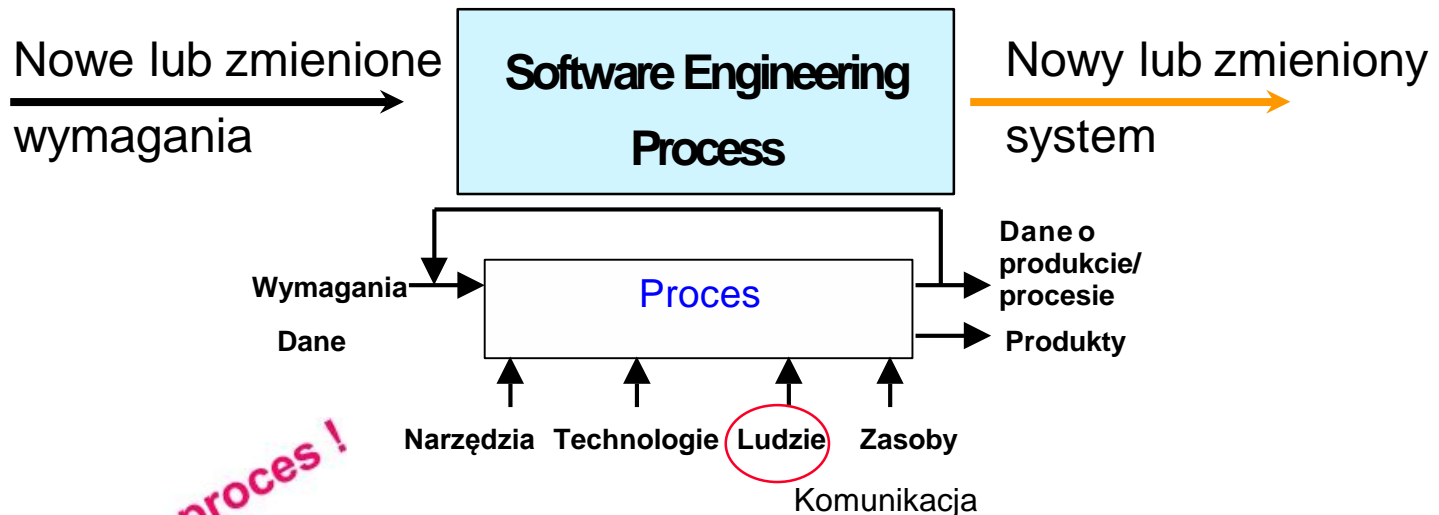 Nowe lub zmienione
wymagania
Software Engineering
Process
Nowy lub zmieniony
system
Wymagania
Dane
Proces
Dane o
produkcie/
procesie
Produkty
Narzędzia Technologie Ludzie Zasoby
Komunikacja
proces !